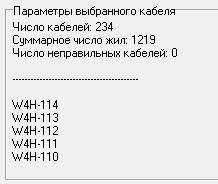 Параметры выбранного кабеля
Число кабелей: 234
Суммарное число жил: 1219
Число неправильных кабелей: 0
------------------------------------------
W4H-114
W4H-113
W4H-112
W4H-111
W4H-110